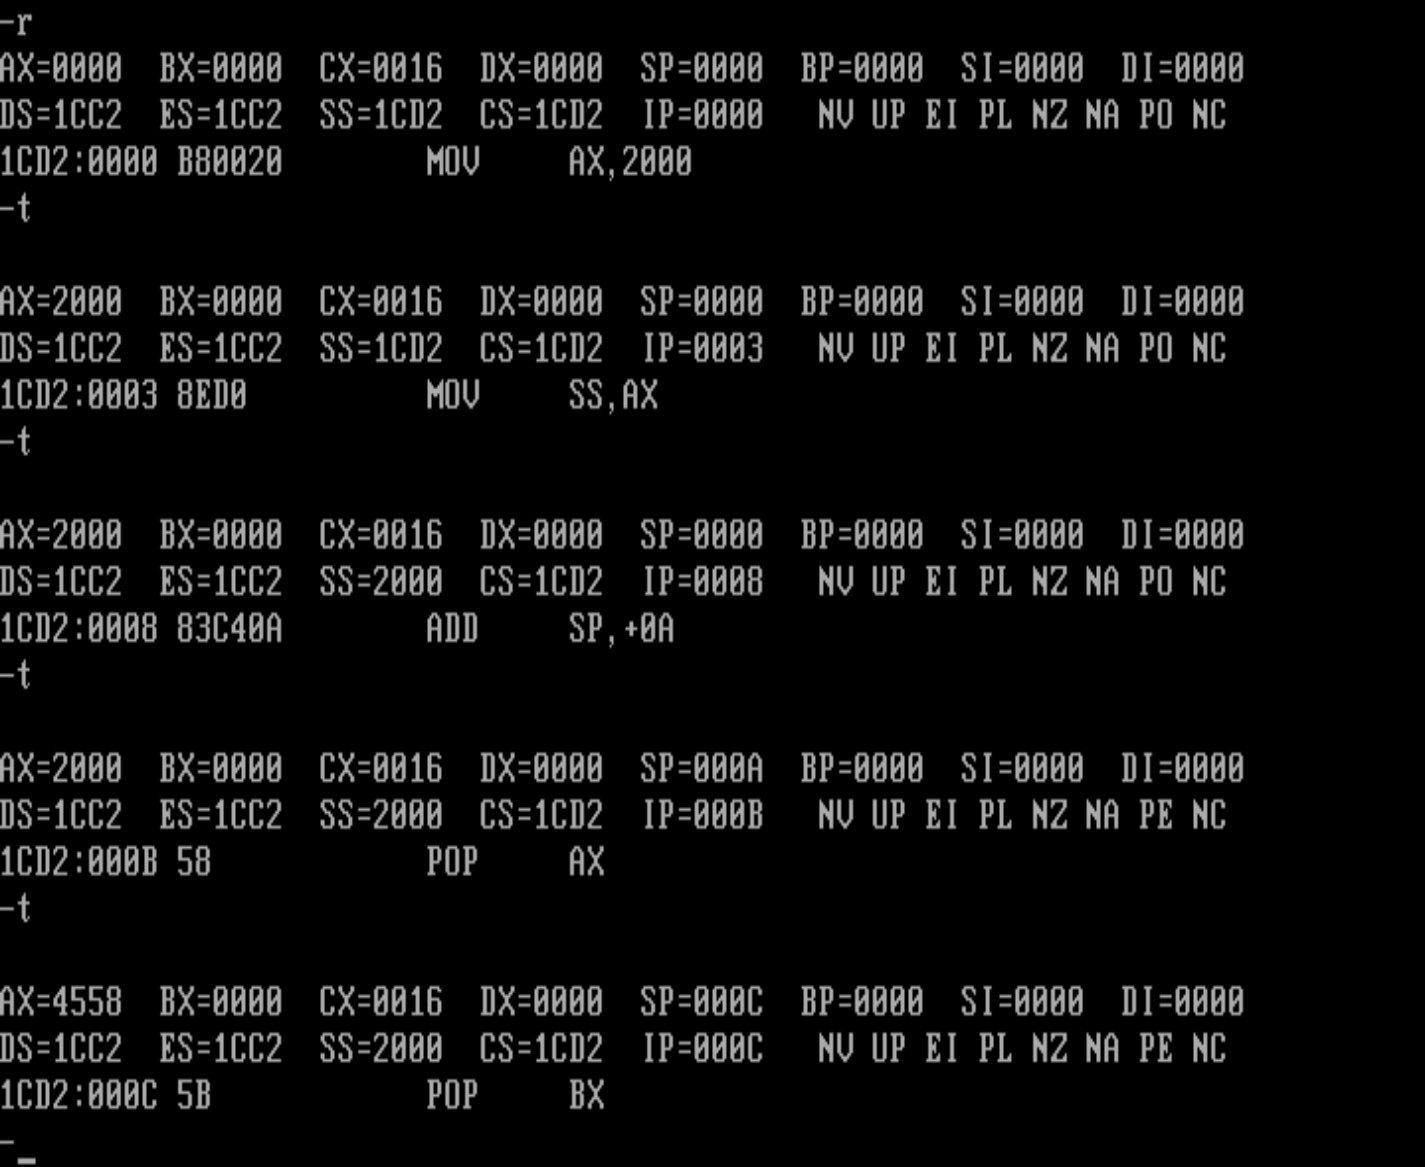 -r
AX=0000  BX=0000  CX=0016  DX=0000  SP=0000  BP=0000  SI=0000  DI=0000
DS=1CC2  ES=1CC2  SS=1CD2  CS=1CD2  IP=0000   NV UP EI PL NZ NA PO NC
1CD2:0000 B80020        MOV     AX,2000
-t
AX=2000  BX=0000  CX=0016  DX=0000  SP=0000  BP=0000  SI=0000  DI=0000
DS=1CC2  ES=1CC2  SS=1CD2  CS=1CD2  IP=0003   NV UP EI PL NZ NA PO NC
1CD2:0003 8ED0          MOV     SS,AX
-t
AX=2000  BX=0000  CX=0016  DX=0000  SP=0000  BP=0000  SI=0000  DI=0000
DS=1CC2  ES=1CC2  SS=2000  CS=1CD2  IP=0008   NV UP EI PL NZ NA PO NC
1CD2:0008 83C40A        ADD     SP,+0A
-t
AX=2000  BX=0000  CX=0016  DX=0000  SP=000A  BP=0000  SI=0000  DI=0000
DS=1CC2  ES=1CC2  SS=2000  CS=1CD2  IP=000B   NV UP EI PL NZ NA PE NC
1CD2:000B 58            POP     AX
-t
AX=4558  BX=0000  CX=0016  DX=0000  SP=000C  BP=0000  SI=0000  DI=0000
DS=1CC2  ES=1CC2  SS=2000  CS=1CD2  IP=000C   NV UP EI PL NZ NA PE NC
1CD2:000C 5B            POP     BX
-_